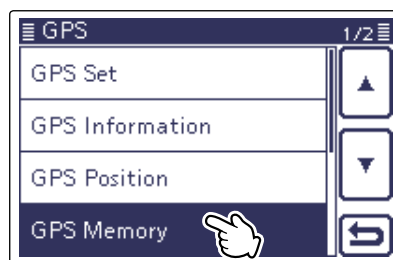 GPS 1/2
GPS Set
GPS Information
GPS Position
GPS Memory